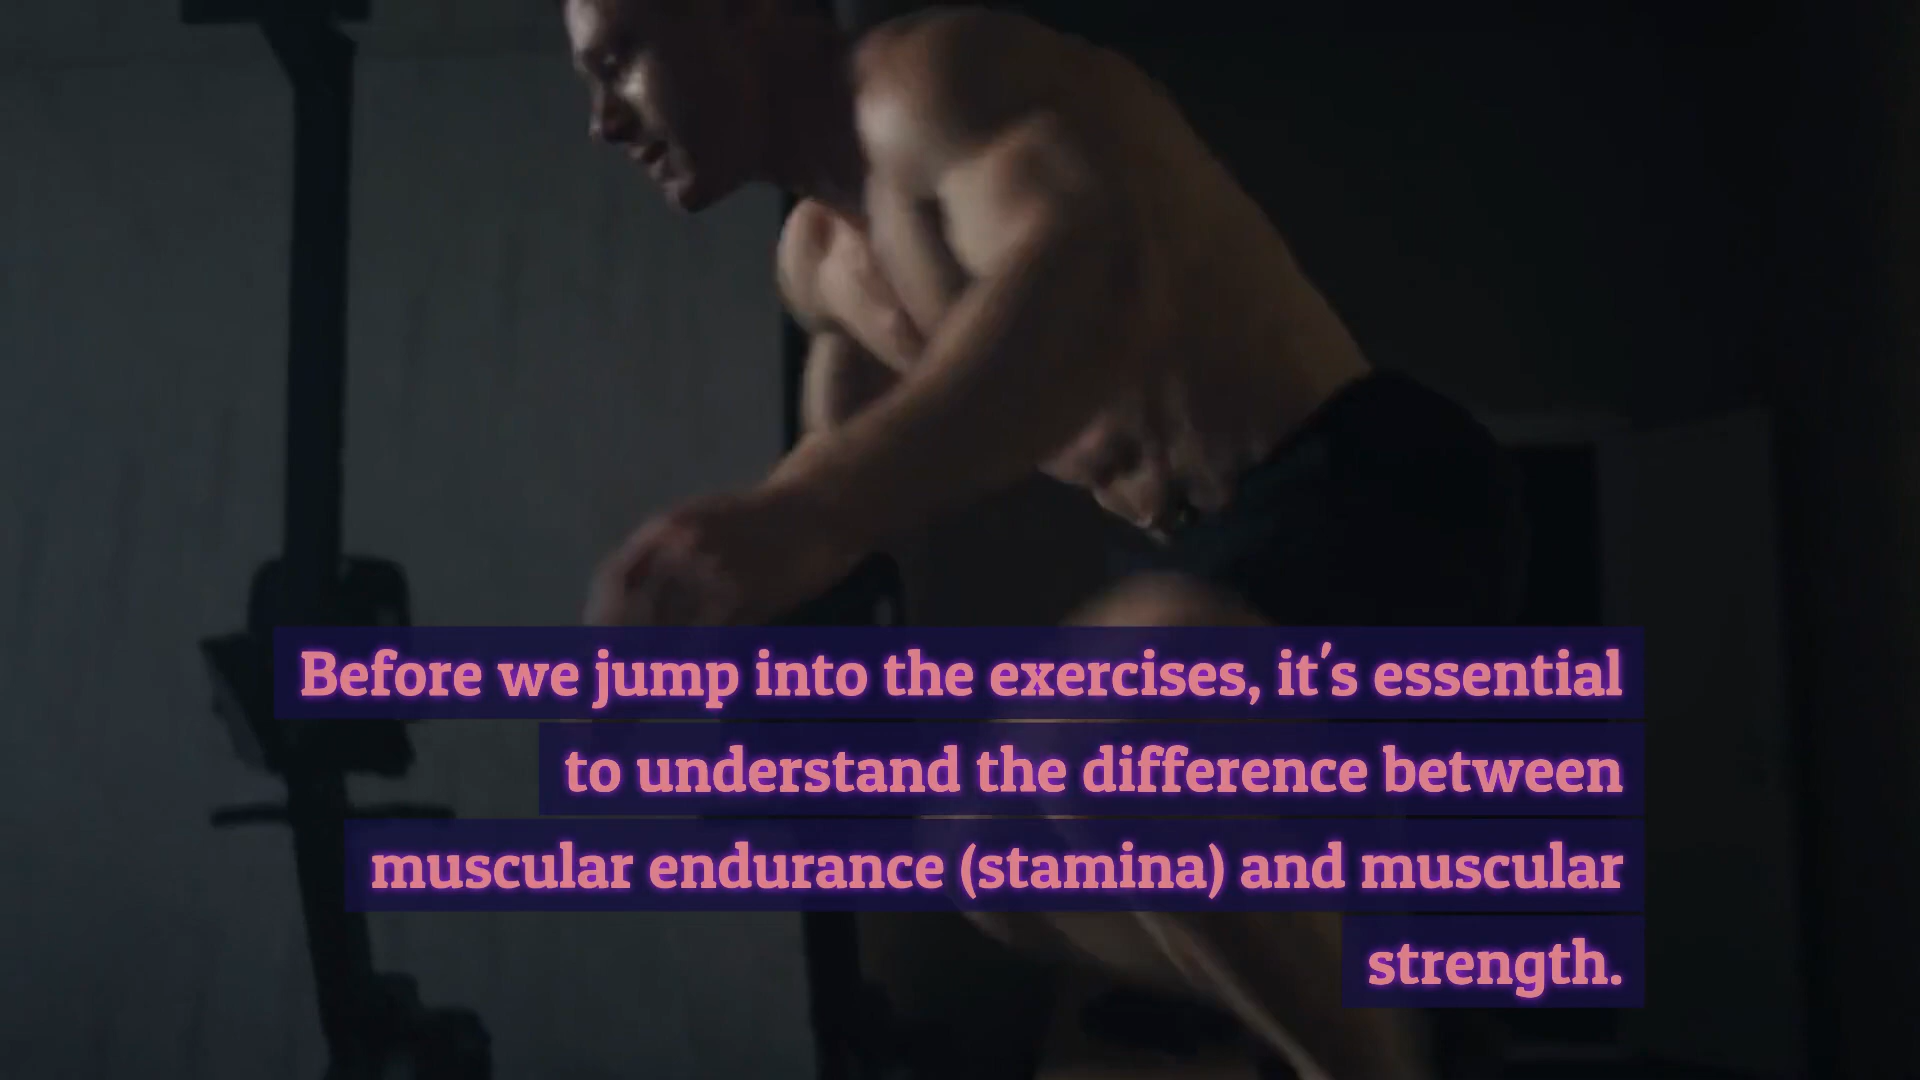 Before we jump into the exercises, it's essential
to understand the difference between
muscular endurance (stamina) and muscular
strength.